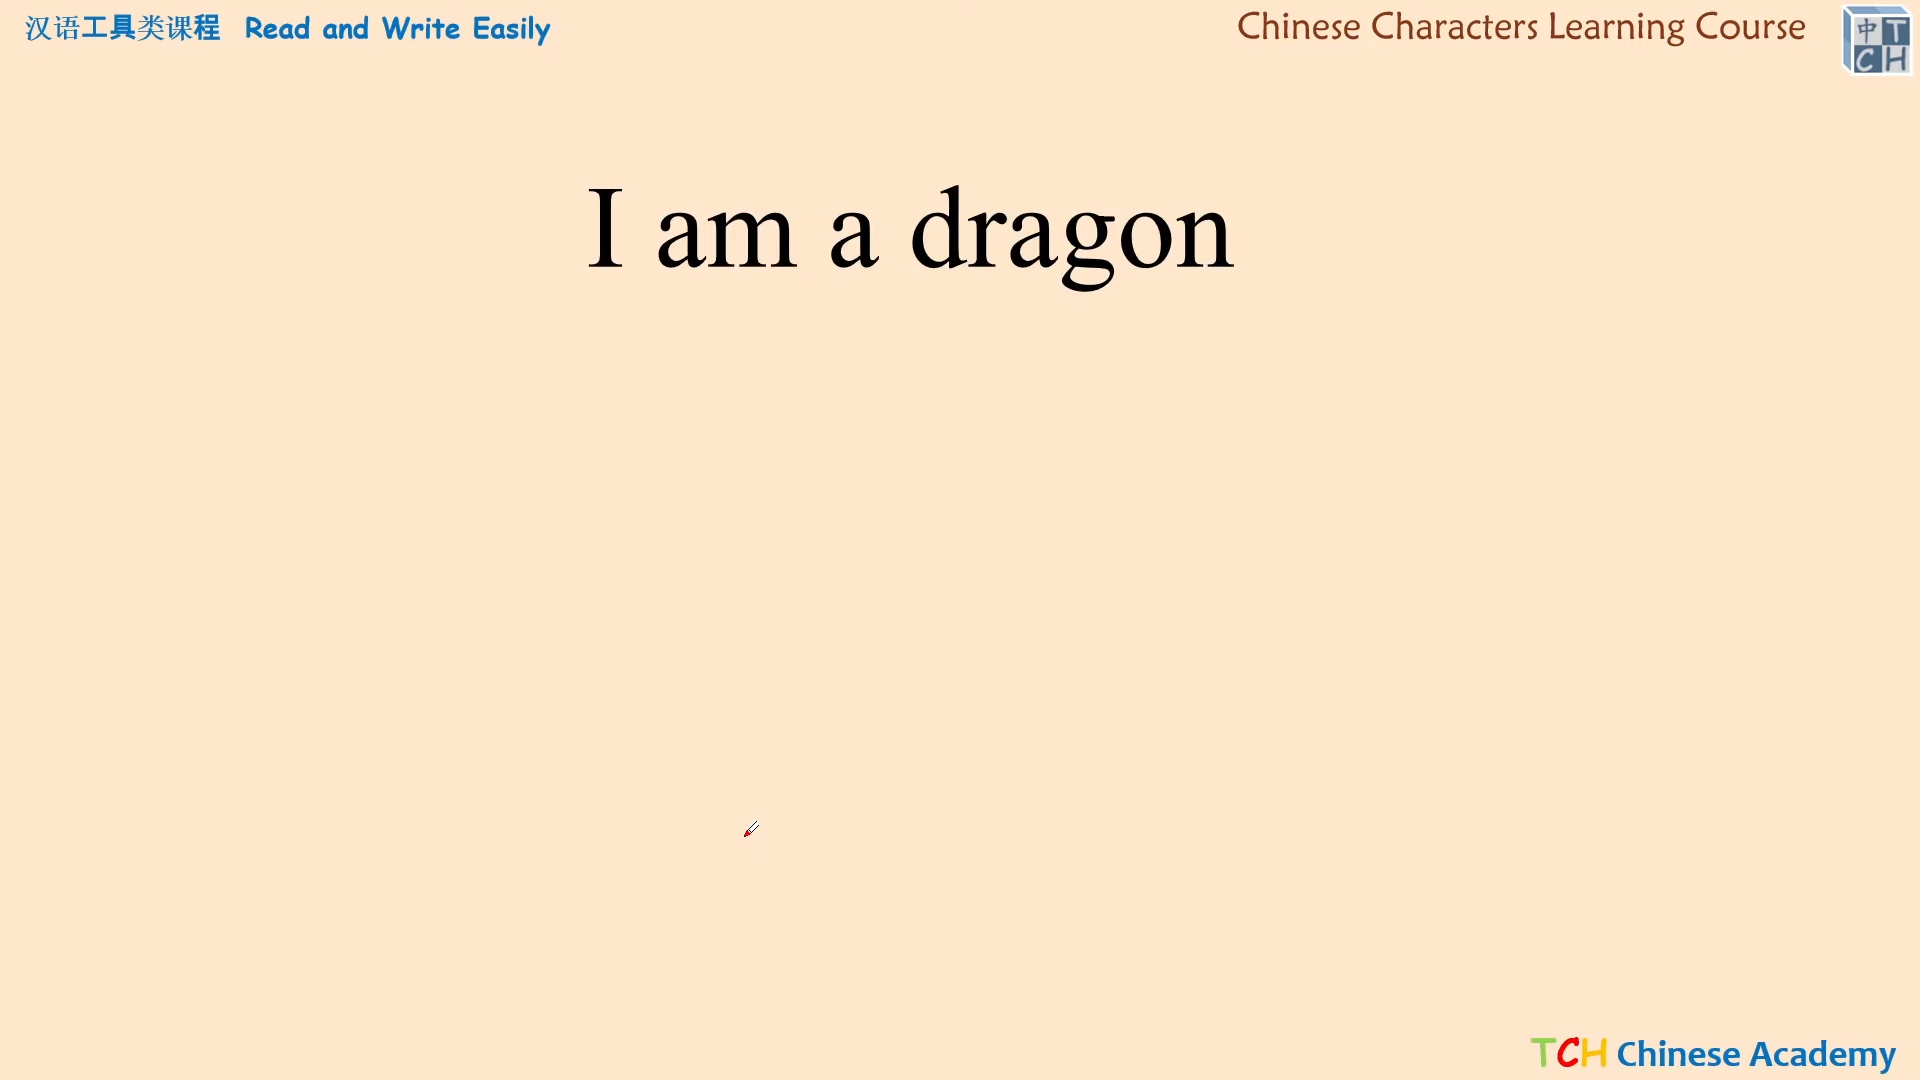 汉语工具类课程 Read and Write Easily
Chinese Characters Learning Course
中T
CH
I am a dragon
TCH Chinese Academy